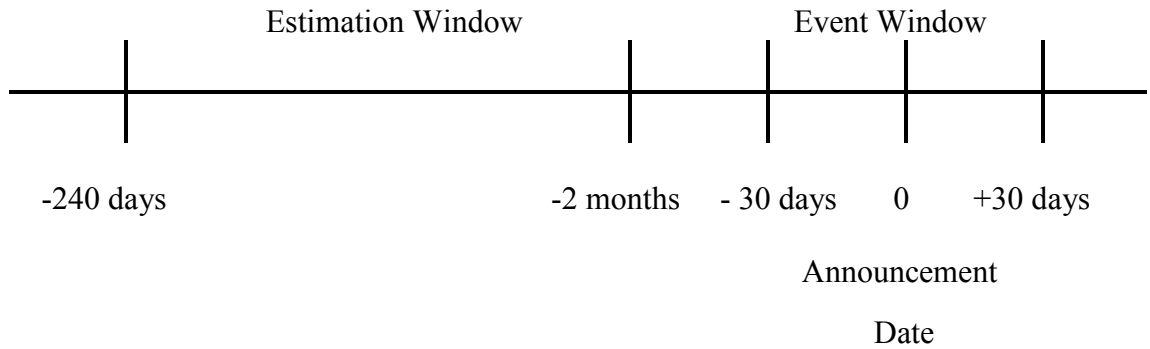 Estimation Window Event Window
-240 days -2 months - 30 days 0 +30 days
Announcement
Date